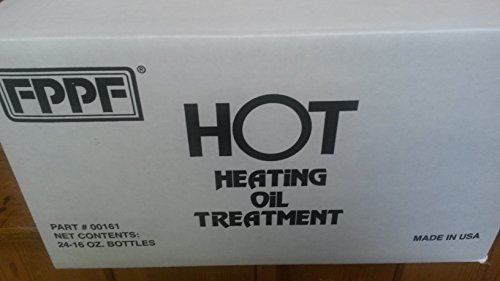 FPPF®
HOT
HEATING
OiL
TREATMENT
PART # 00161
NET CONTENTS:
24-16 OZ. BOTTLES
MADE IN USA